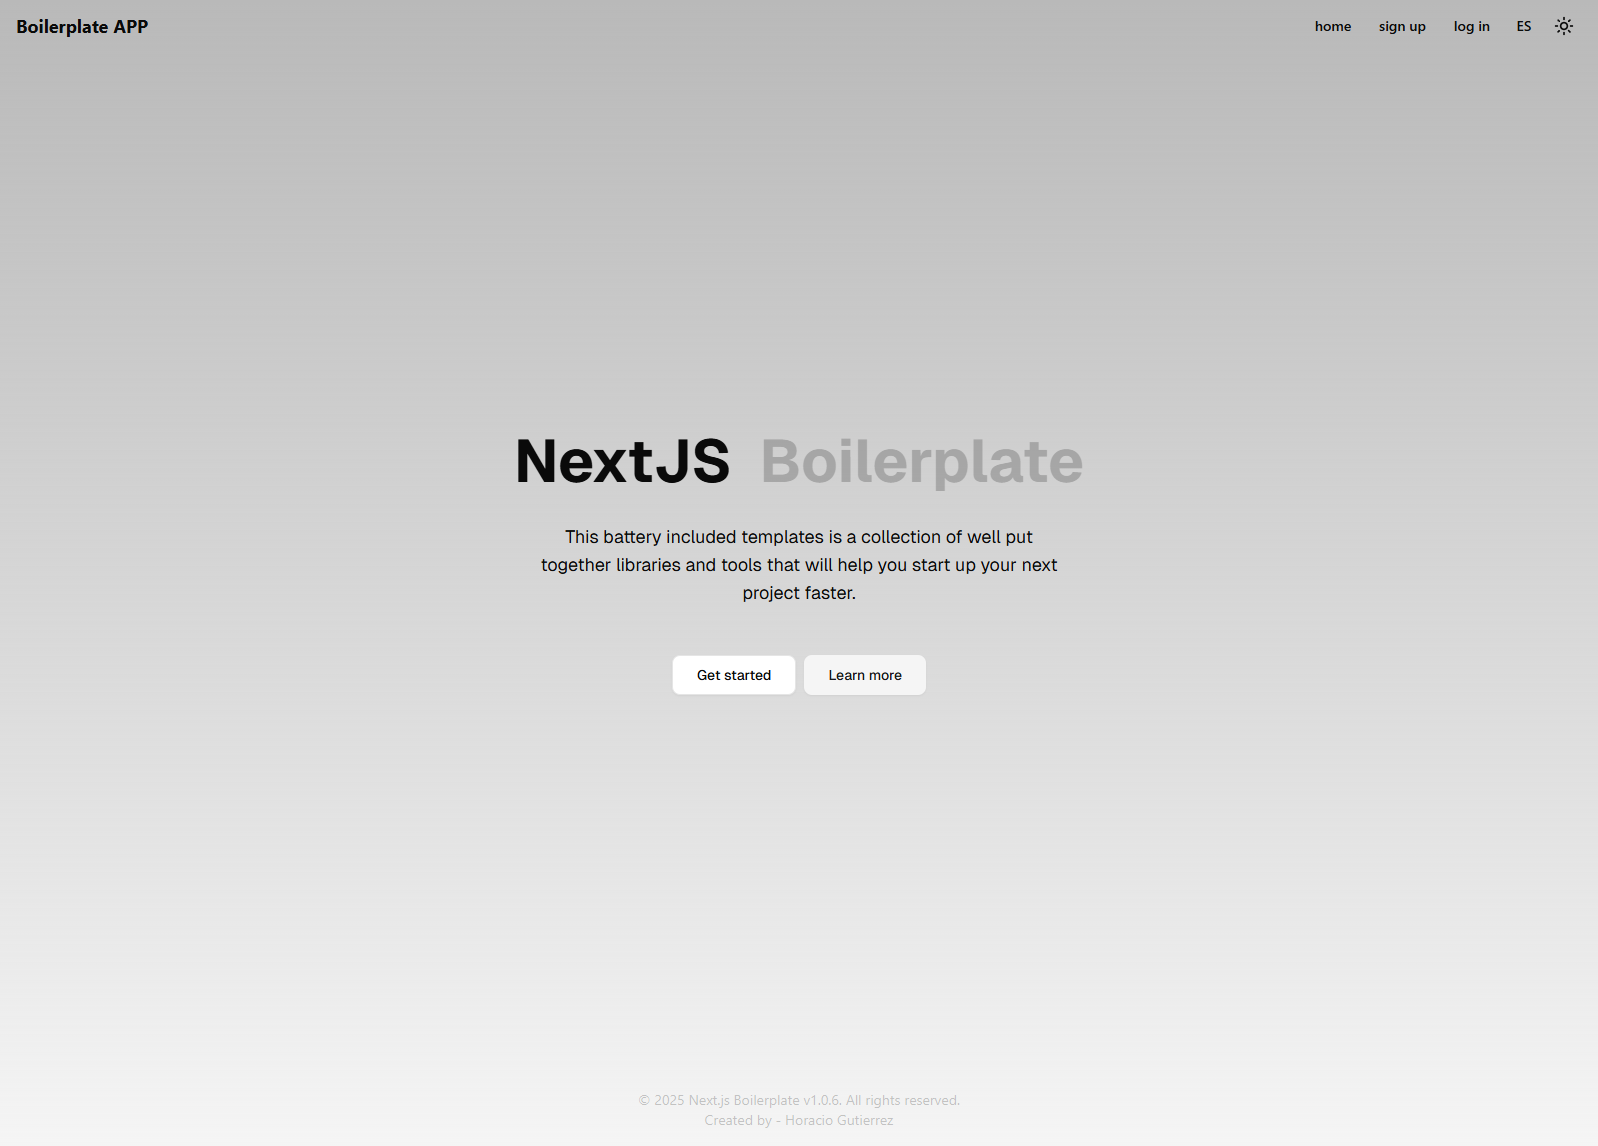 Boilerplate APP
home sign up log in ES
NextJS Boilerplate
This battery included templates is a collection of well put
together libraries and tools that will help you start up your next
project faster.
Get started Learn more
© 2025 Next.js Boilerplate v1.0.6. All rights reserved.
Created by - Horacio Gutierrez